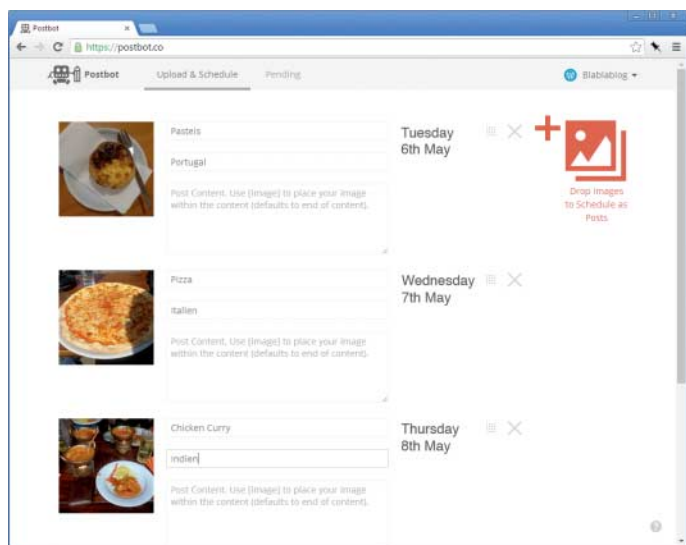 Postbot
https://postbot.co
Postbot
Upload & Schedule
Pending
Blablablog
Pasteis
Portugal
Post Content. Use [image] to place your image
within the content (defaults to end of content).
Tuesday
6th May
Drop Images
to Schedule as
Posts
Pizza
Italien
Post Content. Use [image] to place your image
within the content (defaults to end of content).
Wednesday
7th May
Chicken Curry
Indien
Post Content. Use [image] to place your image
within the content (defaults to end of content).
Thursday
8th May
?